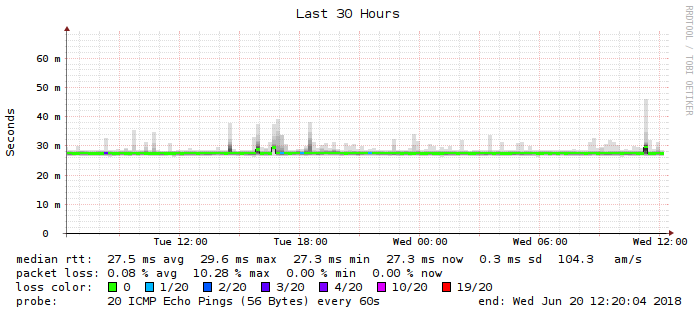 Last 30 Hours
RRDTOOL / TOBI OETIKER
Seconds
60 m
50 m
40 m
30 m
20 m
10 m
0
Tue 12:00 Tue 18:00 Wed 00:00 Wed 06:00 Wed 12:00
median rtt: 27.5 ms avg 29.6 ms max 27.3 ms min 27.3 ms now 0.3 ms sd 104.3 am/s
packet loss: 0.08 % avg 10.28 % max 0.00 % min 0.00 % now
loss color: 0 1/20 2/20 3/20 4/20 10/20 19/20
probe: 20 ICMP Echo Pings (56 Bytes) every 60s end: Wed Jun 20 12:20:04 2018